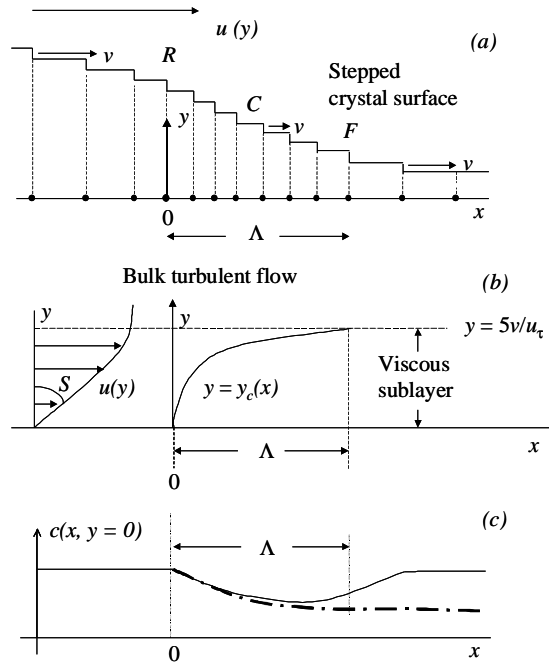 u (y)
(a)
v
R
Stepped
crystal surface
y
C
v
F
v
0
x
Λ
Bulk turbulent flow
(b)
y
y
y = 5ν/uτ
S
u(y)
y = yc(x)
Viscous
sublayer
Λ
x
0
c(x, y = 0)
(c)
Λ
0
x